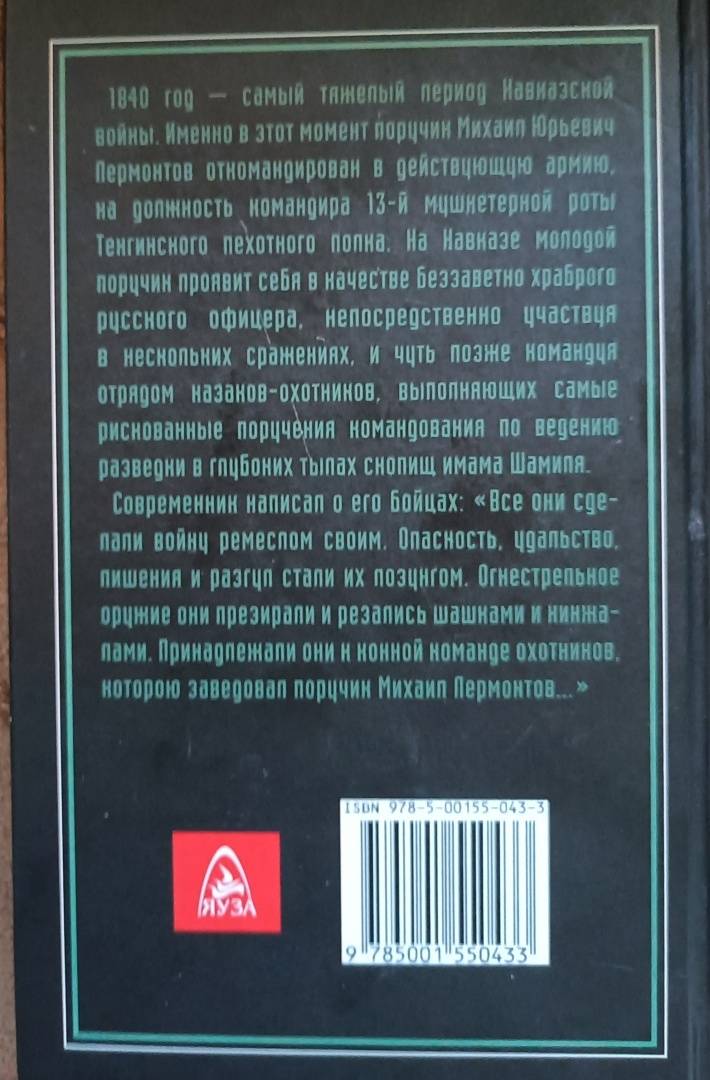 1840 год — самый тяжелый период Кавказской
войны. Именно в этот момент поручик Михаил Юрьевич
Лермонтов откомандирован в действующую армию,
на должность командира 13-й мушкетерной роты
Тенгинского пехотного полка. На Кавказе молодой
поручик проявит себя в качестве беззаветно храброго
русского офицера, непосредственно участвуя
в нескольких сражениях, и чуть позже командуя
отрядом казаков-охотников, выполняющих самые
рискованные поручения командования по ведению
разведки в глубоких тылах скопищ имама Шамиля.
Современник написал о его бойцах: «Все они сде-
лали войну ремеслом своим. Опасность, удальство,
лишения и разгул стали их лозунгом. Огнестрельное
оружие они презирали и резались шашками и кинжа-
лами. Принадлежали они к конной команде охотников,
которою заведовал поручик Михаил Лермонтов...»
ISBN 978-5-00155-043-3
ЯУЗА
9 785001 550433